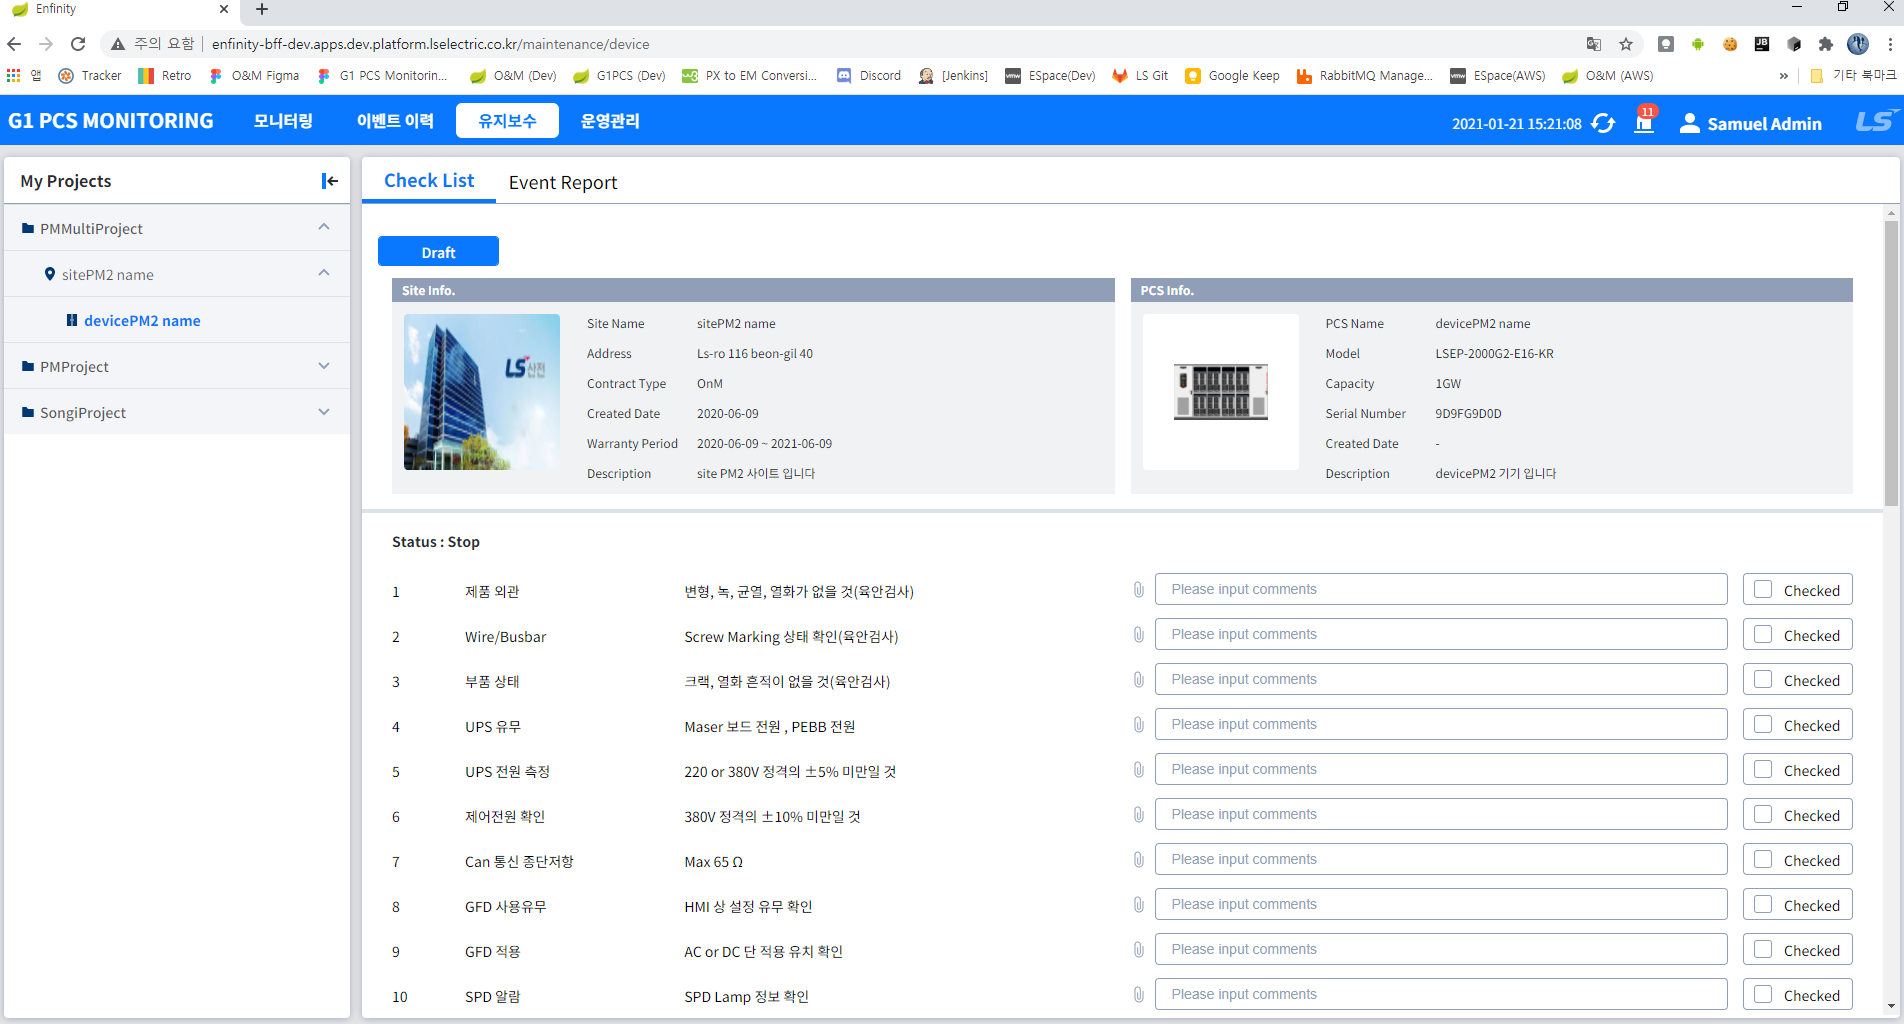 Enfinity
주의 요함 | enfinity-bff-dev.apps.dev.platform.lselectric.co.kr/maintenance/device
앱 Tracker Retro O&M Figma G1 PCS Monitorin... O&M (Dev) G1PCS (Dev) PX to EM Conversi... Discord [Jenkins] ESpace(Dev) LS Git Google Keep RabbitMQ Manage... ESpace(AWS) O&M (AWS) » 기타 북마크
G1 PCS MONITORING 모니터링 이벤트 이력 유지보수 운영관리 2021-01-21 15:21:08 11 Samuel Admin LS
My Projects
PMMultiProject
sitePM2 name
devicePM2 name
PMProject
SongiProject
Check List Event Report
Draft
Site Info.
LS산전
Site Name sitePM2 name
Address Ls-ro 116 beon-gil 40
Contract Type OnM
Created Date 2020-06-09
Warranty Period 2020-06-09 ~ 2021-06-09
Description site PM2 사이트 입니다
PCS Info.
PCS Name devicePM2 name
Model LSEP-2000G2-E16-KR
Capacity 1GW
Serial Number 9D9FG9D0D
Created Date -
Description devicePM2 기기 입니다
Status : Stop
1 제품 외관 변형, 녹, 균열, 열화가 없을 것(육안검사) Please input comments Checked
2 Wire/Busbar Screw Marking 상태 확인(육안검사) Please input comments Checked
3 부품 상태 크랙, 열화 흔적이 없을 것(육안검사) Please input comments Checked
4 UPS 유무 Maser 보드 전원 , PEBB 전원 Please input comments Checked
5 UPS 전원 측정 220 or 380V 정격의 ±5% 미만일 것 Please input comments Checked
6 제어전원 확인 380V 정격의 ±10% 미만일 것 Please input comments Checked
7 Can 통신 종단저항 Max 65 Ω Please input comments Checked
8 GFD 사용유무 HMI 상 설정 유무 확인 Please input comments Checked
9 GFD 적용 AC or DC 단 적용 유치 확인 Please input comments Checked
10 SPD 알람 SPD Lamp 정보 확인 Please input comments Checked